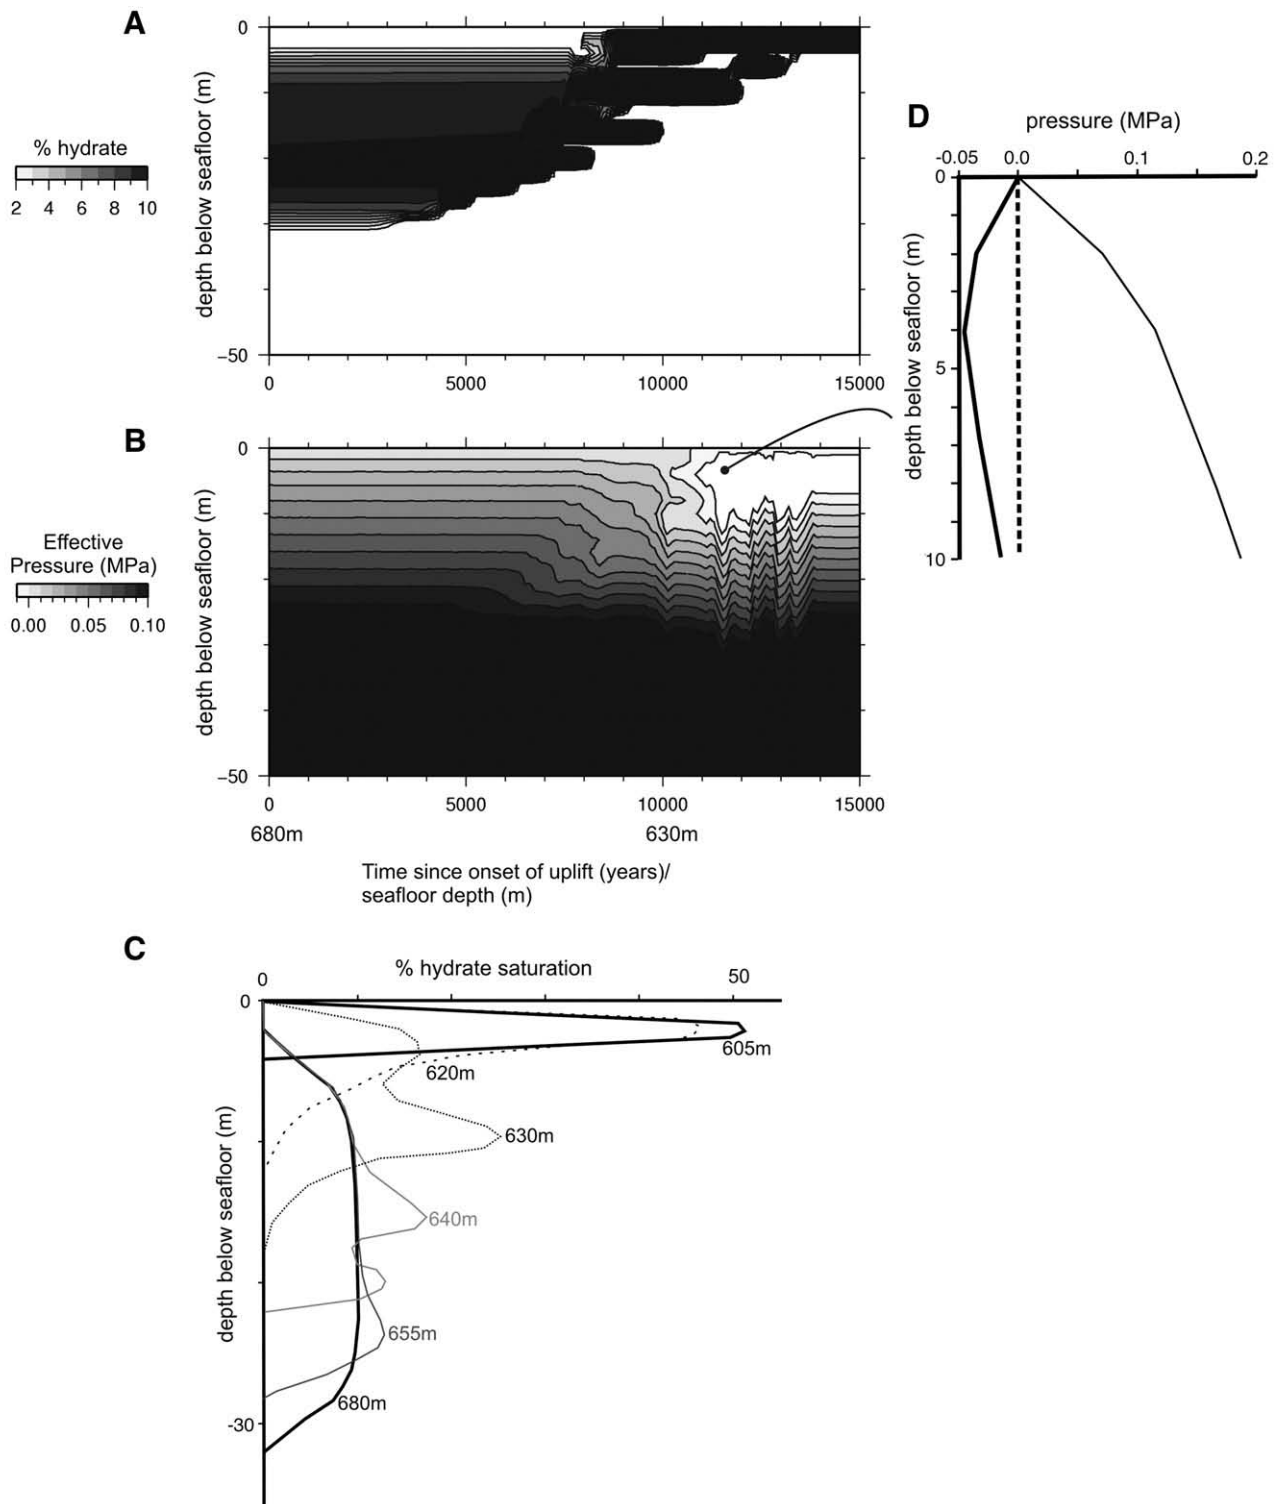 A
0
depth below seafloor (m)
−50
0 5000 10000 15000
% hydrate
2 4 6 8 10
D
pressure (MPa)
-0.05 0.0 0.1 0.2
0
depth below seafloor (m)
5
10
B
0
depth below seafloor (m)
−50
0 5000 10000 15000
680m 630m
Effective
Pressure (MPa)
0.00 0.05 0.10
Time since onset of uplift (years)/
seafloor depth (m)
C
% hydrate saturation
0 50
0
depth below seafloor (m)
-30
605m
620m
630m
640m
655m
680m